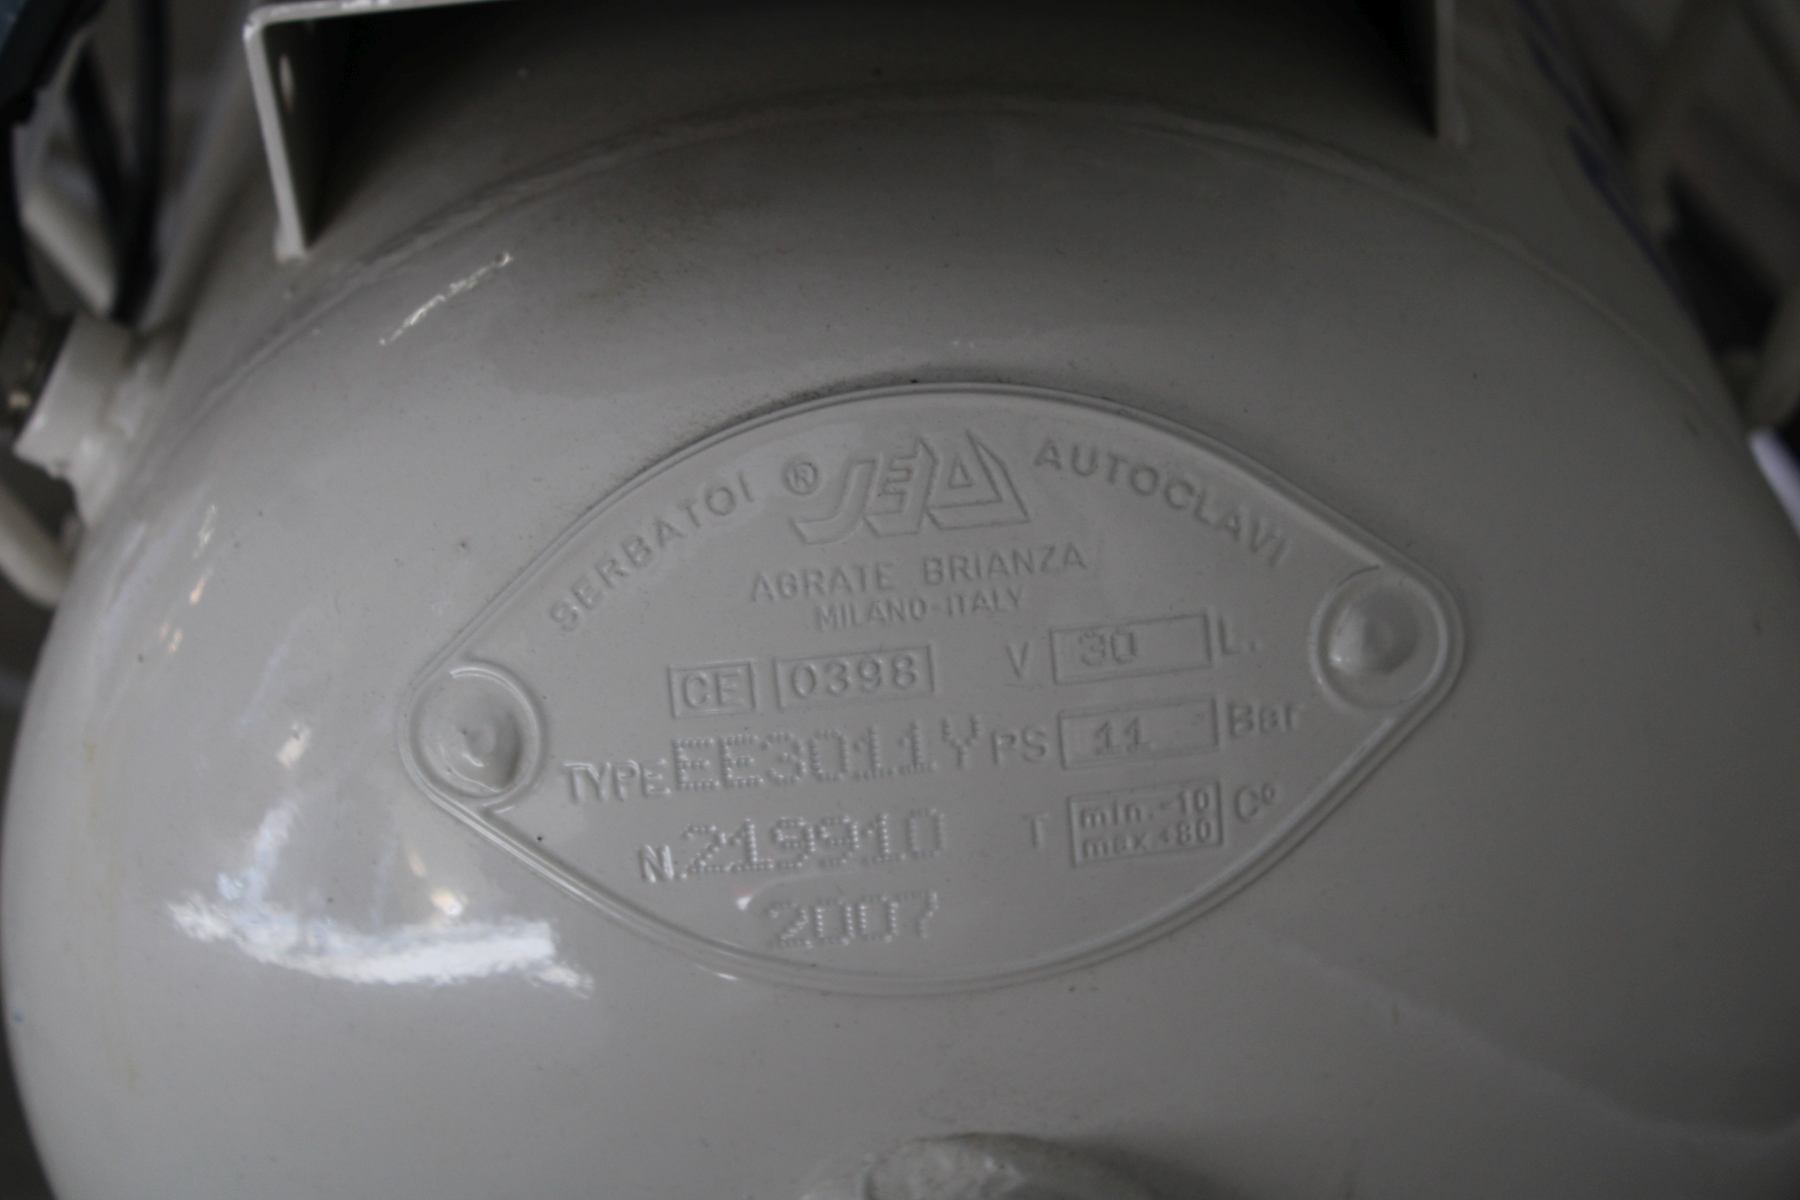 SERBATOI ® SEA AUTOCLAVI
AGRATE BRIANZA
MILANO-ITALY
CE 0398 V 30 L.
TYPE EE3011Y PS 11 Bar
N. 219910 T min.-10 max +80 C°
2007